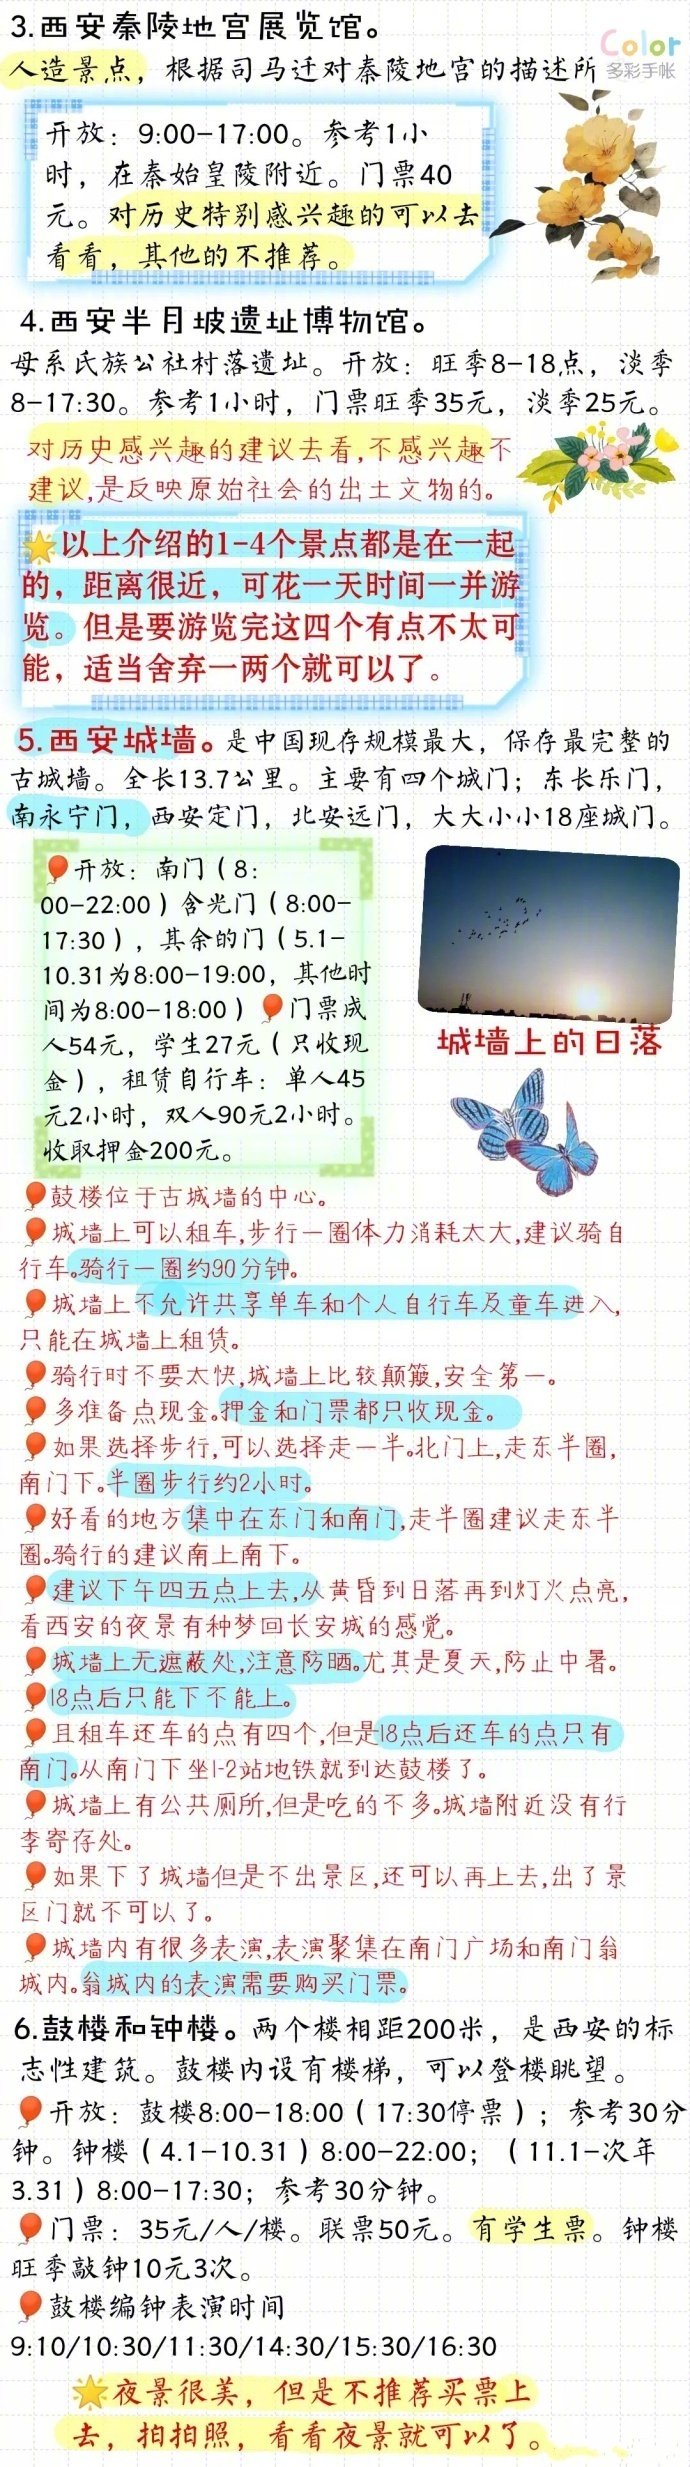 3.西安秦陵地宫展览馆。
Color
多彩手帐
人造景点，根据司马迁对秦陵地宫的描述所
开放：9:00-17:00。参考1小
时，在秦始皇陵附近。门票40
元。对历史特别感兴趣的可以去
看看，其他的不推荐。
4.西安半月坡遗址博物馆。
母系氏族公社村落遗址。开放：旺季8-18点，淡季
8-17:30。参考1小时，门票旺季35元，淡季25元。
对历史感兴趣的建议去看,不感兴趣不
建议,是反映原始社会的出土文物的。
以上介绍的1-4个景点都是在一起
的，距离很近，可花一天时间一并游
览。但是要游览完这四个有点不太可
能，适当舍弃一两个就可以了。
5.西安城墙。是中国现存规模最大，保存最完整的
古城墙。全长13.7公里。主要有四个城门；东长乐门，
南永宁门，西安定门，北安远门，大大小小18座城门。
开放：南门（8:
00-22:00）含光门（8:00-
17:30），其余的门（5.1-
10.31为8:00-19:00，其他时
间为8:00-18:00）门票成
人54元，学生27元（只收现
金），租赁自行车：单人45
元2小时，双人90元2小时。
收取押金200元。
城墙上的日落
鼓楼位于古城墙的中心。
城墙上可以租车,步行一圈体力消耗太大,建议骑自
行车。骑行一圈约90分钟。
城墙上不允许共享单车和个人自行车及童车进入,
只能在城墙上租赁。
骑行时不要太快,城墙上比较颠簸,安全第一。
多准备点现金。押金和门票都只收现金。
如果选择步行,可以选择走一半。北门上,走东半圈,
南门下。半圈步行约2小时。
好看的地方集中在东门和南门,走半圈建议走东半
圈。骑行的建议南上南下。
建议下午四五点上去,从黄昏到日落再到灯火点亮,
看西安的夜景有种梦回长安城的感觉。
城墙上无遮蔽处,注意防晒。尤其是夏天,防止中暑。
18点后只能下不能上。
且租车还车的点有四个,但是18点后还车的点只有
南门。从南门下坐1-2站地铁就到达鼓楼了。
城墙上有公共厕所,但是吃的不多。城墙附近没有行
李寄存处。
如果下了城墙但是不出景区,还可以再上去,出了景
区门就不可以了。
城墙内有很多表演,表演聚集在南门广场和南门瓮
城内。瓮城内的表演需要购买门票。
6.鼓楼和钟楼。两个楼相距200米，是西安的标
志性建筑。鼓楼内设有楼梯，可以登楼眺望。
开放：鼓楼8:00-18:00（17:30停票）；参考30分
钟。钟楼（4.1-10.31）8:00-22:00；（11.1-次年
3.31）8:00-17:30；参考30分钟。
门票：35元/人/楼。联票50元。有学生票。钟楼
旺季敲钟10元3次。
鼓楼编钟表演时间
9:10/10:30/11:30/14:30/15:30/16:30
夜景很美，但是不推荐买票上
去，拍拍照，看看夜景就可以了。